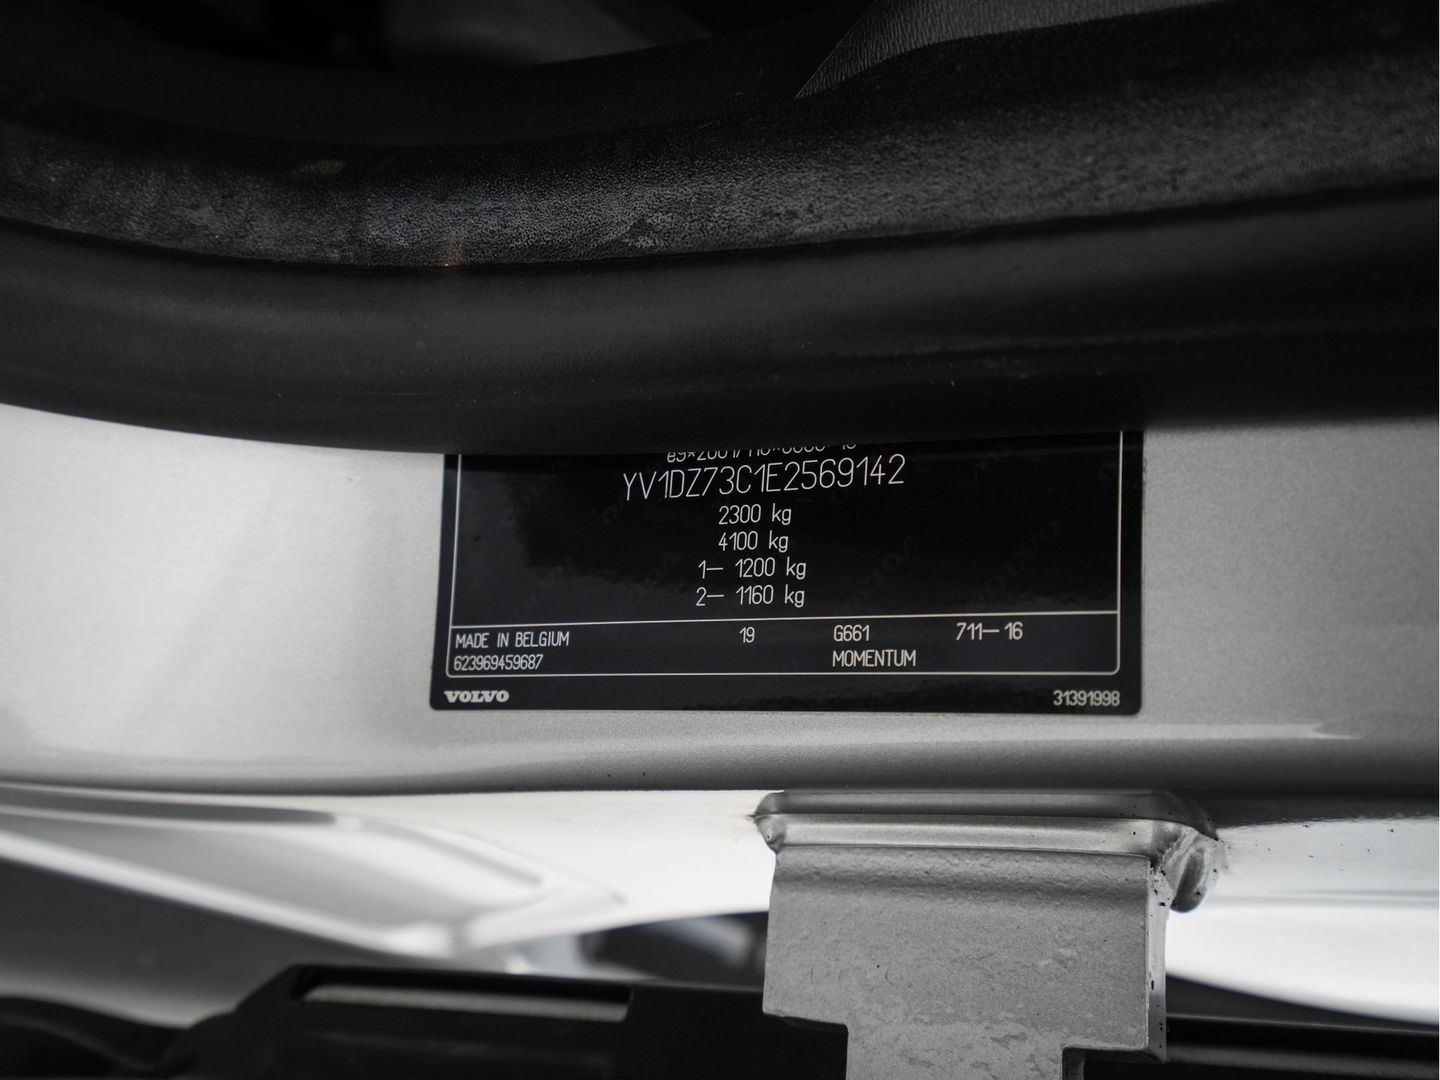 YV1DZ73C1E2569142
2300 kg
4100 kg
1– 1200 kg
2– 1160 kg
MADE IN BELGIUM 19 G661 711–16
623969459687 MOMENTUM
VOLVO 31391998